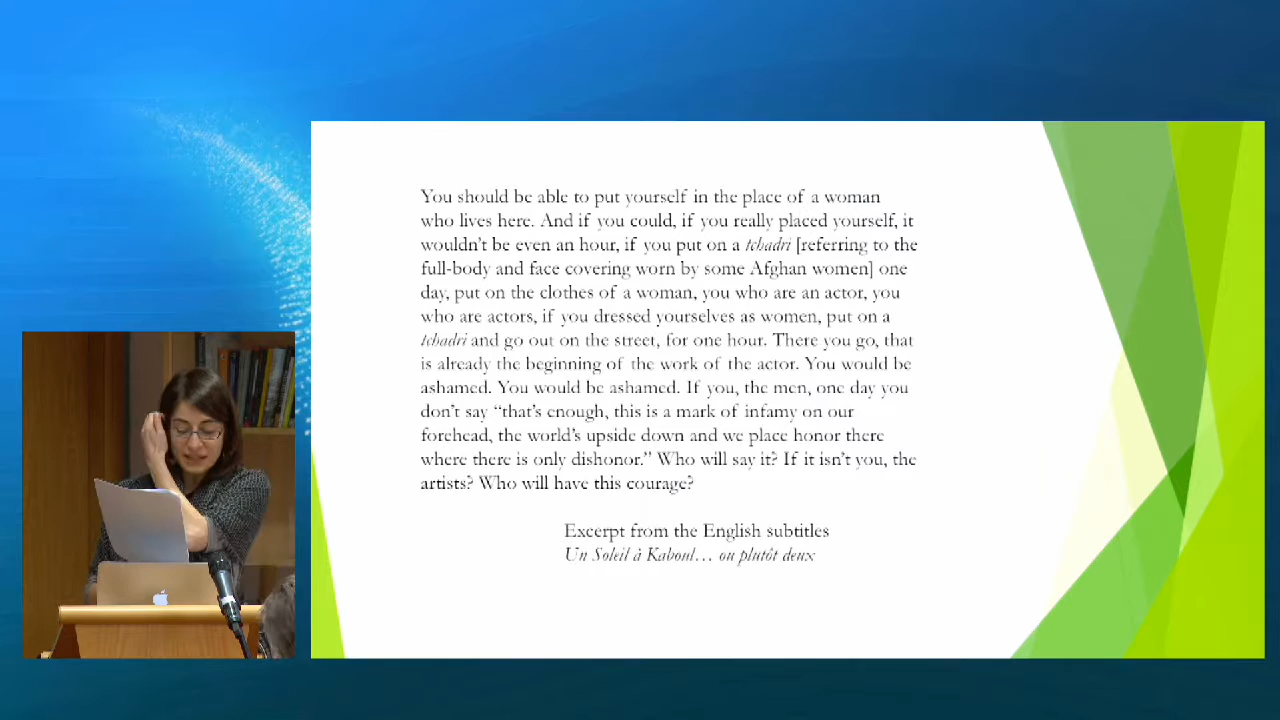 You should be able to put yourself in the place of a woman
who lives here. And if you could, if you really placed yourself, it
wouldn't be even an hour, if you put on a tchadri [referring to the
full-body and face covering worn by some Afghan women] one
day, put on the clothes of a woman, you who are an actor, you
who are actors, if you dressed yourselves as women, put on a
tchadri and go out on the street, for one hour. There you go, that
is already the beginning of the work of the actor. You would be
ashamed. You would be ashamed. If you, the men, one day you
don't say “that's enough, this is a mark of infamy on our
forehead, the world's upside down and we place honor there
where there is only dishonor.” Who will say it? If it isn't you, the
artists? Who will have this courage?
Excerpt from the English subtitles
Un Soleil à Kaboul… ou plutôt deux